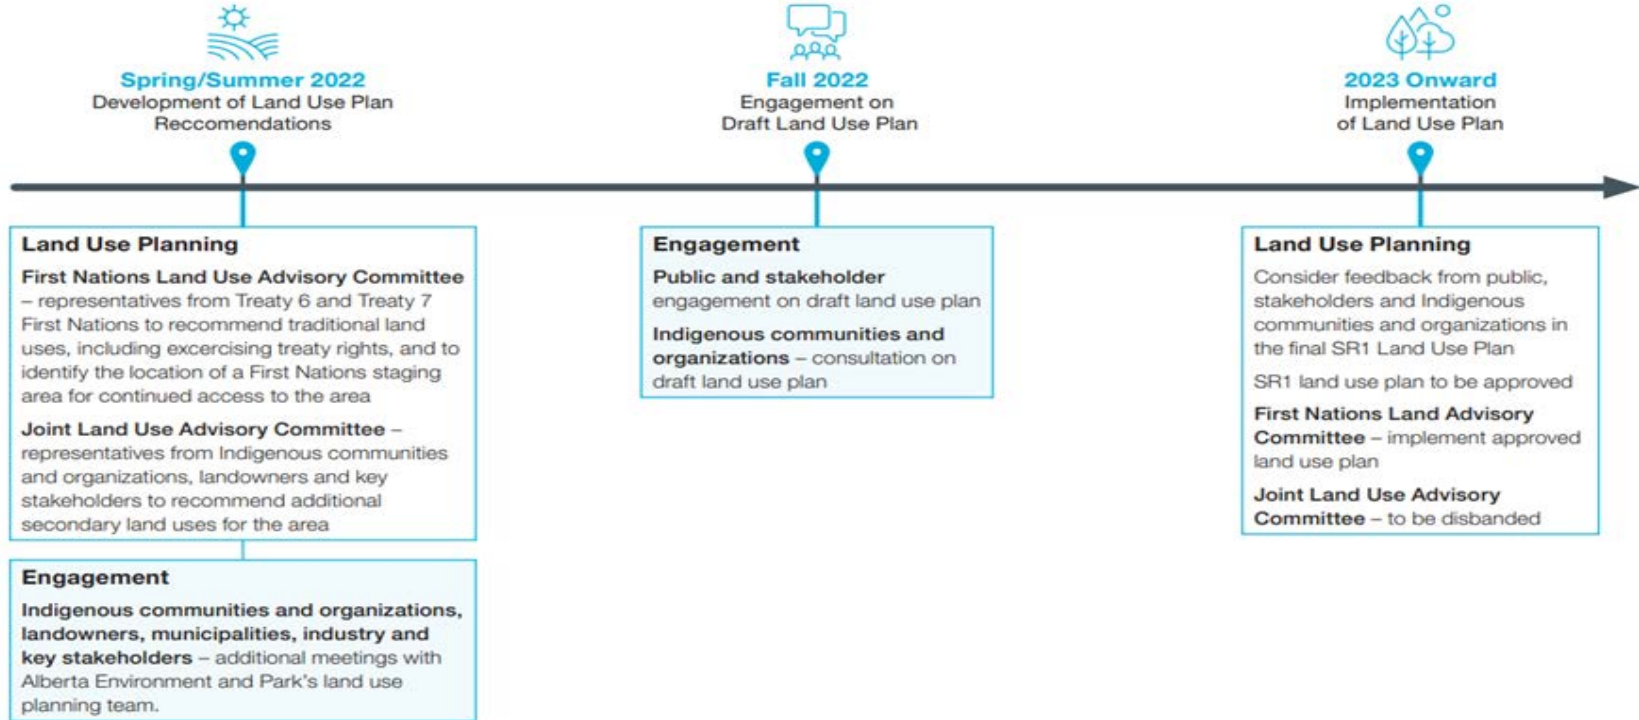 Spring/Summer 2022
Development of Land Use Plan
Reccomendations
Fall 2022
Engagement on
Draft Land Use Plan
2023 Onward
Implementation
of Land Use Plan
Land Use Planning
First Nations Land Use Advisory Committee
– representatives from Treaty 6 and Treaty 7
First Nations to recommend traditional land
uses, including excercising treaty rights, and to
identify the location of a First Nations staging
area for continued access to the area
Joint Land Use Advisory Committee –
representatives from Indigenous communities
and organizations, landowners and key
stakeholders to recommend additional
secondary land uses for the area
Engagement
Indigenous communities and organizations,
landowners, municipalities, industry and
key stakeholders – additional meetings with
Alberta Environment and Park's land use
planning team.
Engagement
Public and stakeholder
engagement on draft land use plan
Indigenous communities and
organizations – consultation on
draft land use plan
Land Use Planning
Consider feedback from public,
stakeholders and Indigenous
communities and organizations in
the final SR1 Land Use Plan
SR1 land use plan to be approved
First Nations Land Advisory
Committee – implement approved
land use plan
Joint Land Use Advisory
Committee – to be disbanded